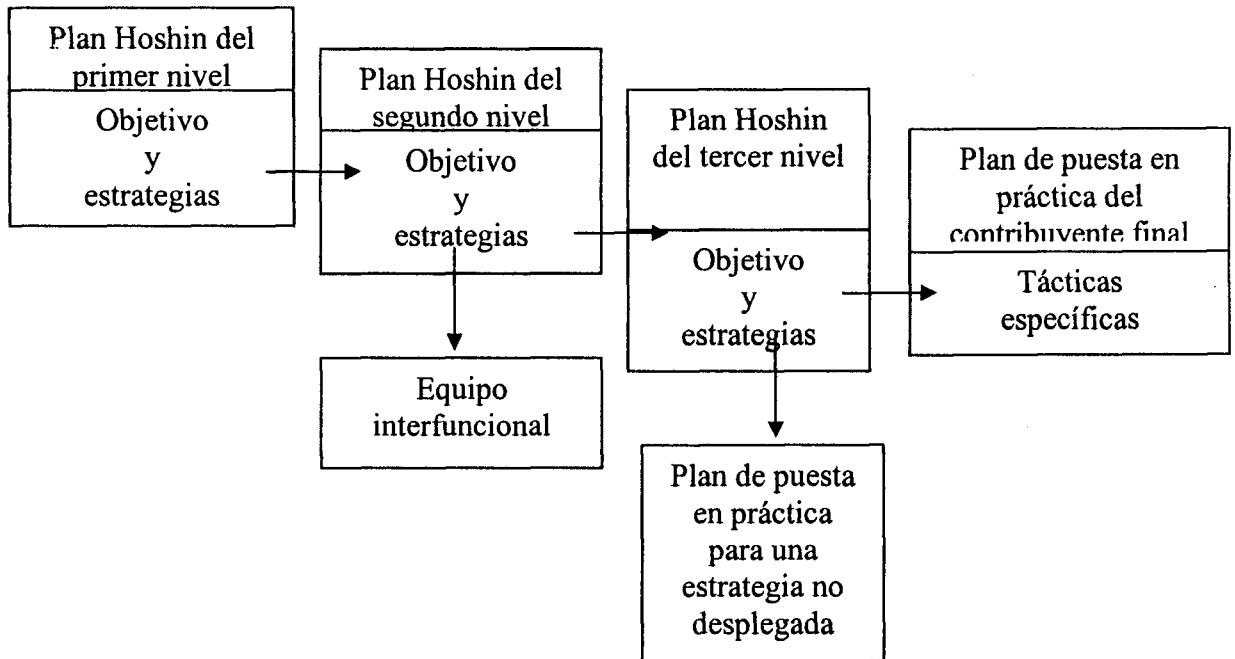 Plan Hoshin del
primer nivel
Objetivo
y
estrategias
Plan Hoshin del
segundo nivel
Objetivo
y
estrategias
Equipo
interfuncional
Plan Hoshin
del tercer nivel
Objetivo
y
estrategias
Plan de puesta
en práctica
para una
estrategia no
desplegada
Plan de puesta en
práctica del
contribuyente final
Tácticas
específicas